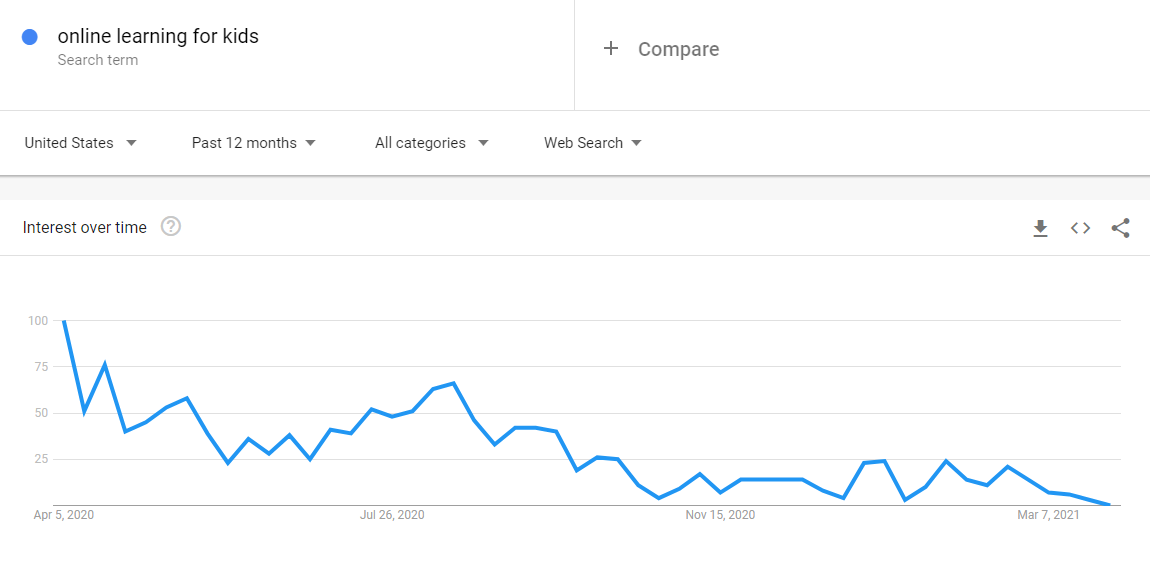 online learning for kids
Search term
+ Compare
United States
Past 12 months
All categories
Web Search
Interest over time ?
100
75
50
25
Apr 5, 2020
Jul 26, 2020
Nov 15, 2020
Mar 7, 2021